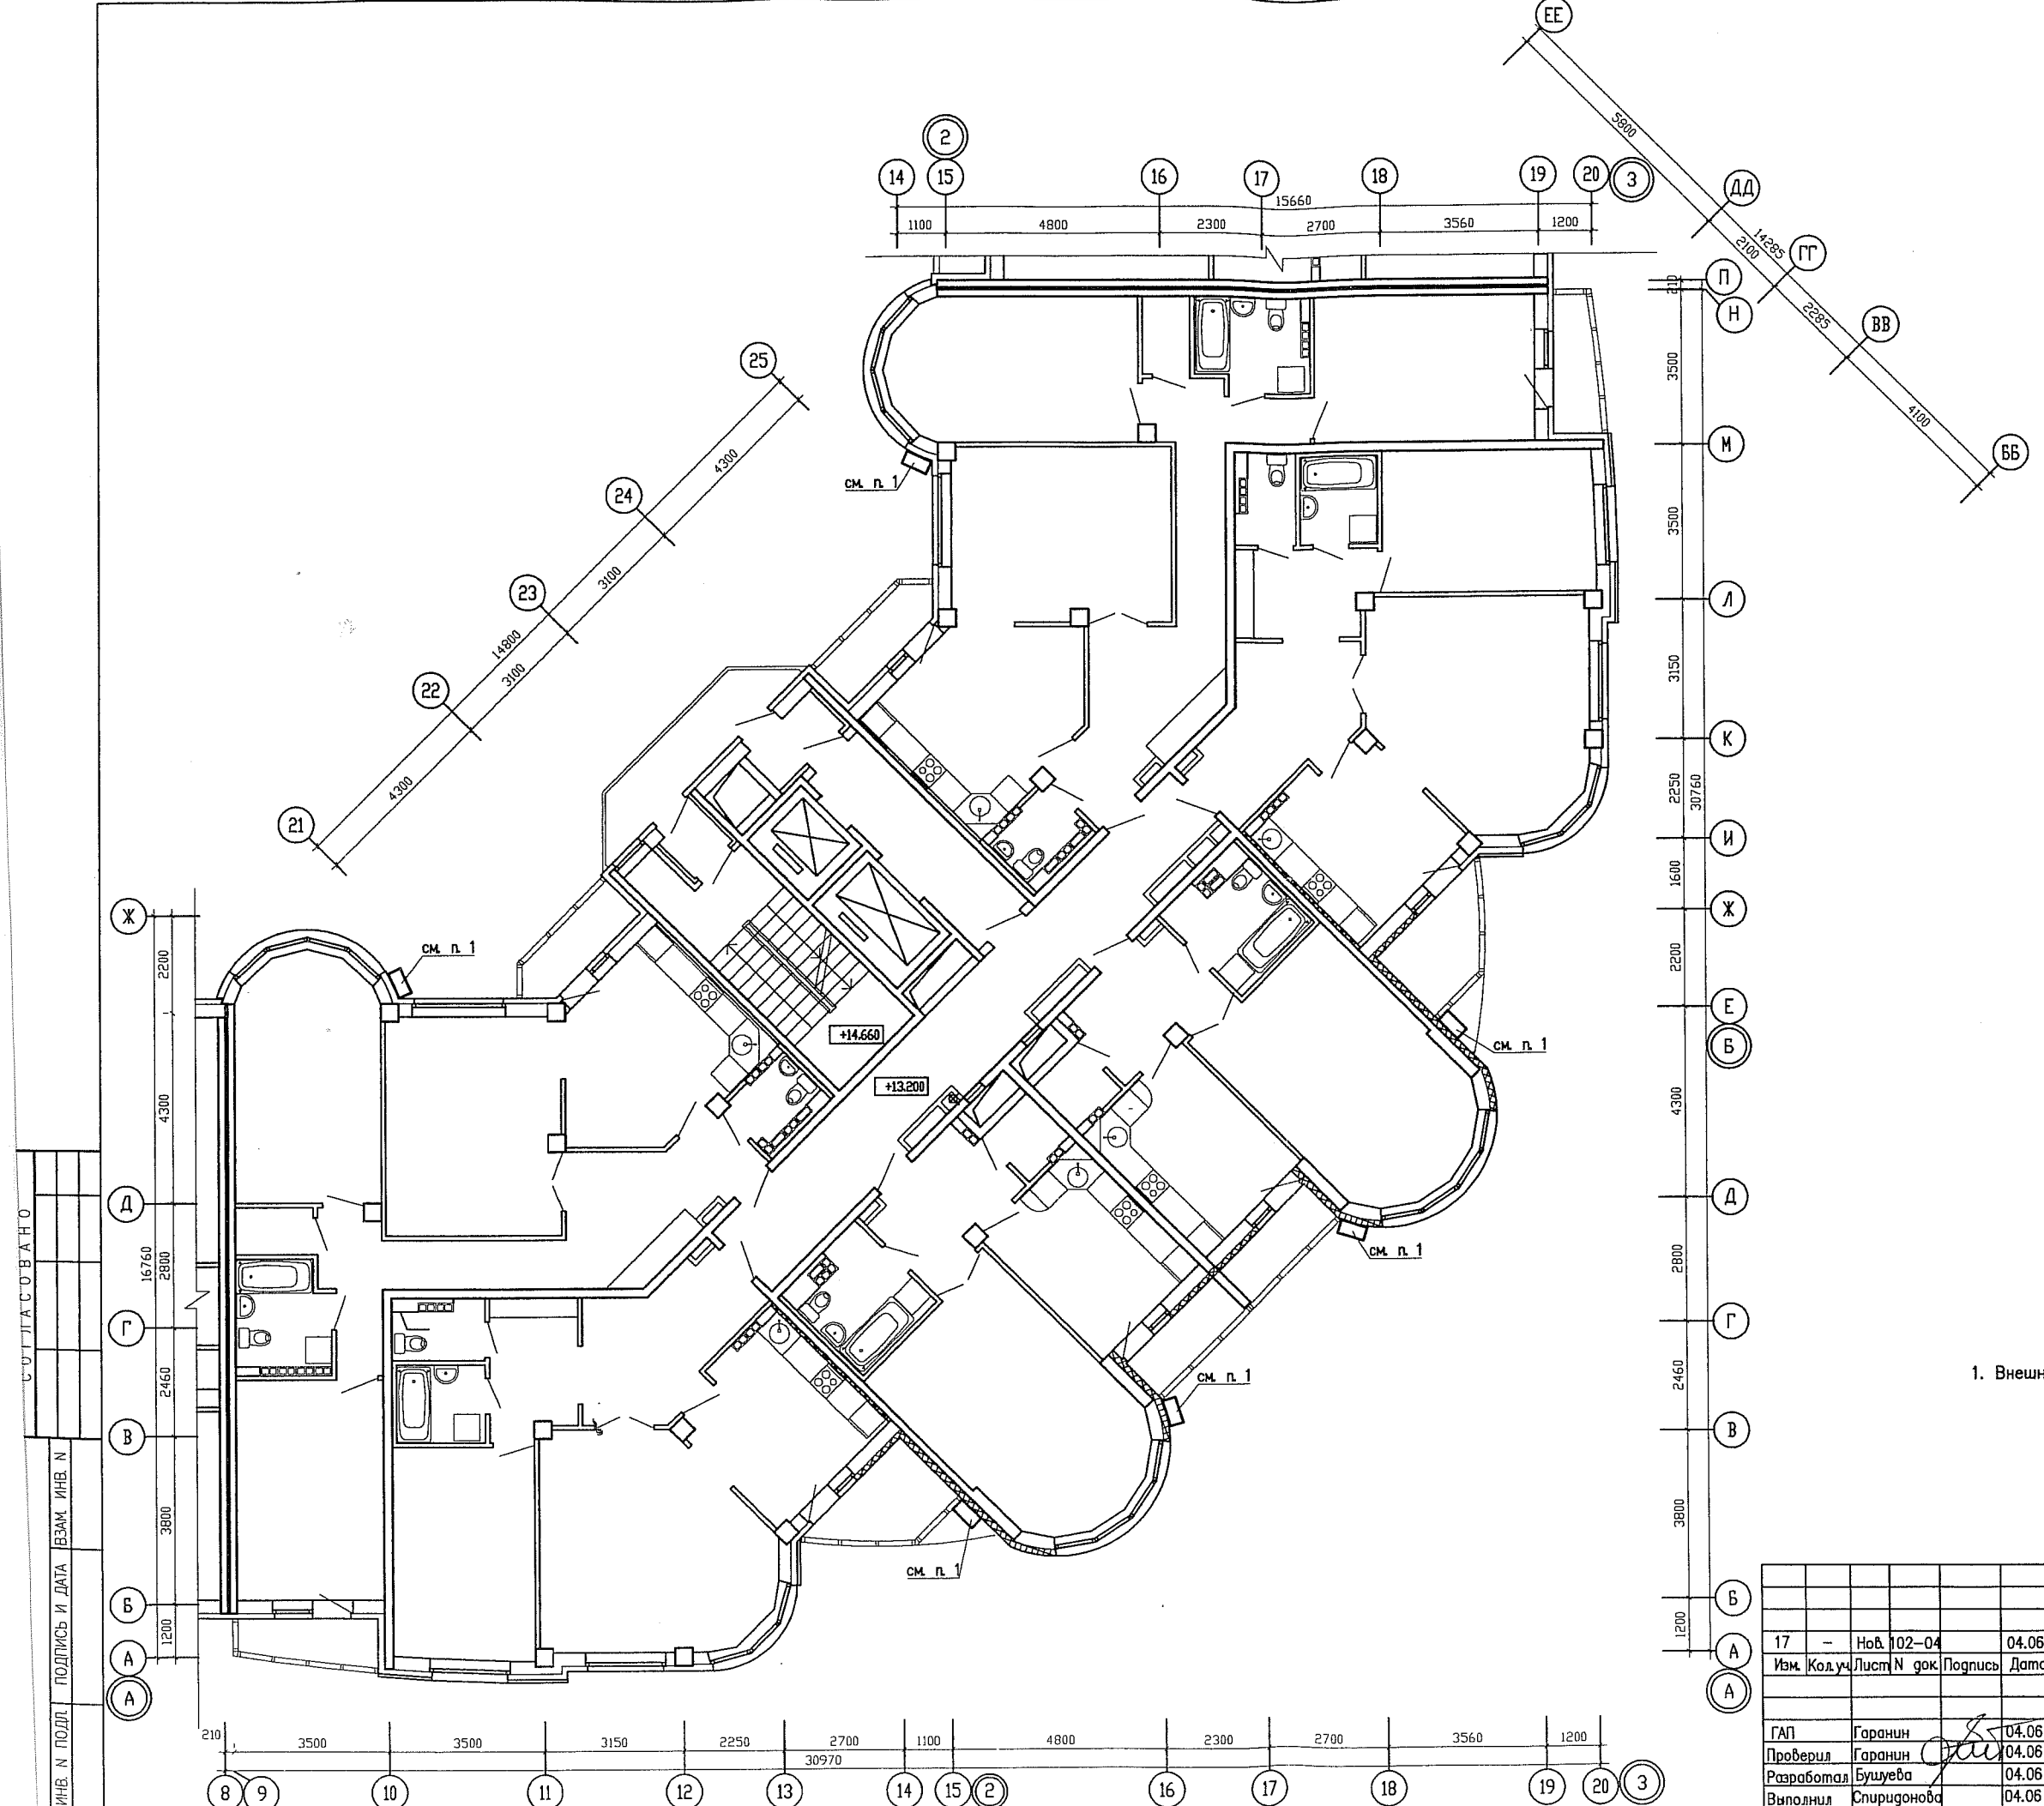 ЕЕ
5800
ДД
14285
2100
ГГ
2285
ВВ
4100
ББ
2
14 15 16 17 18 19 20 3
15660
1100 4800 2300 2700 3560 1200
П
210
Н
3500
М
3500
Л
3150
К
2250
30760
И
1600
Ж
2200
Е
Б
4300
Д
2800
Г
2460
В
3800
Б
1200
А
А
25
4300
24
3100
23
14800
3100
22
4300
21
см. п. 1
см. п. 1
см. п. 1
см. п. 1
см. п. 1
см. п. 1
+14.660
+13.200
Ж
2200
4300
Д
16760
2800
Г
2460
В
3800
Б
1200
А
А
210 3500 3500 3150 2250 2700 1100 4800 2300 2700 3560 1200
30970
8 9 10 11 12 13 14 15 2 16 17 18 19 20 3
СОГЛАСОВАНО
ВЗАМ. ИНВ. N
ПОДПИСЬ И ДАТА
ИНВ. N ПОДЛ.
1. Внешн
17 – Нов. 102-04 04.06
Изм. Кол.уч Лист N док. Подпись Дата
ГАП Гаранин 04.06
Проверил Гаранин 04.06
Разработал Бушуева 04.06
Выполнил Спиридонова 04.06